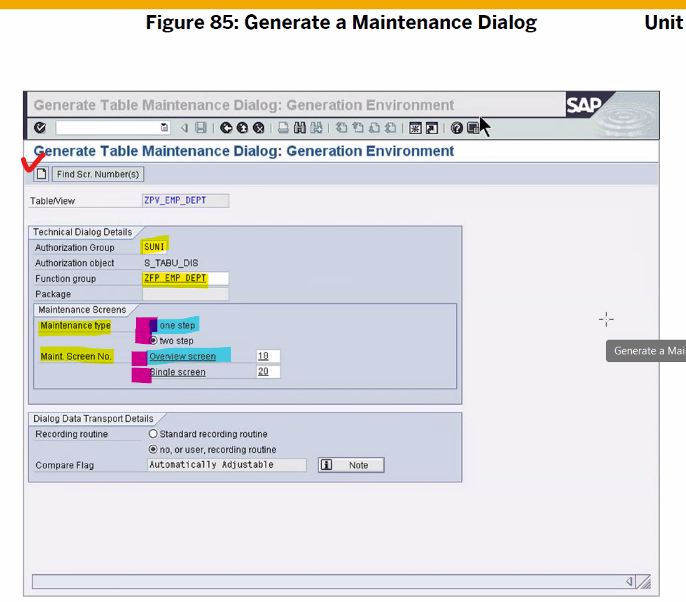 Figure 85: Generate a Maintenance Dialog Unit
Generate Table Maintenance Dialog: Generation Environment SAP
Generate Table Maintenance Dialog: Generation Environment
Find Scr. Number(s)
Table/View ZPV_EMP_DEPT
Technical Dialog Details
Authorization Group SUNI
Authorization object S_TABU_DIS
Function group ZFP_EMP_DEPT
Package
Maintenance Screens
Maintenance type one step
two step
Maint. Screen No. Overview screen 10
Single screen 20
Generate a Mai
Dialog Data Transport Details
Recording routine Standard recording routine
no, or user, recording routine
Compare Flag Automatically Adjustable Note